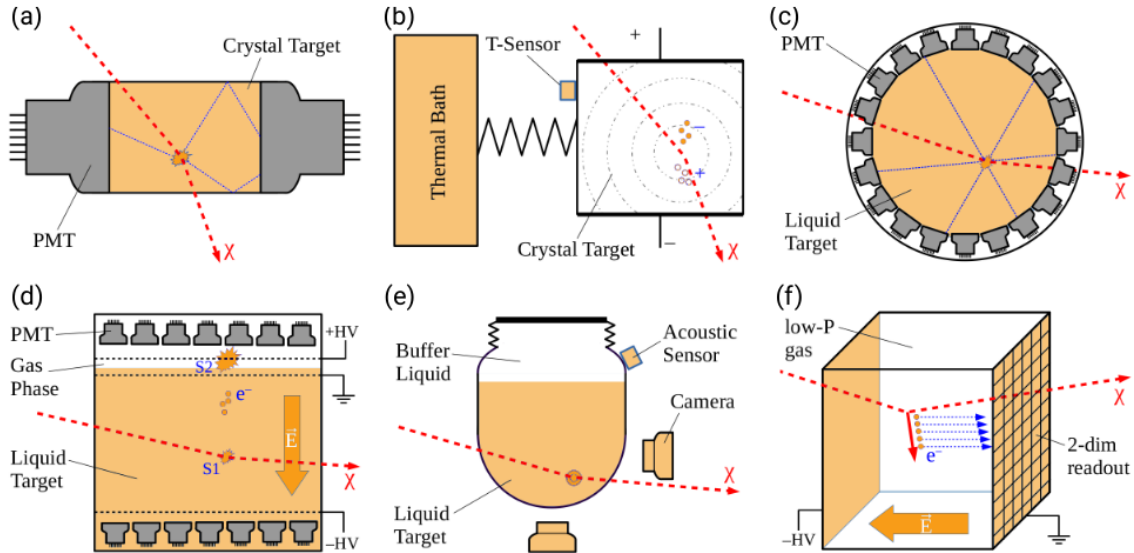 (a)
Crystal Target
PMT
χ
(b)
T-Sensor
+
Thermal Bath
−
+
Crystal Target
−
χ
(c)
PMT
Liquid
Target
χ
(d)
PMT
+HV
Gas
Phase
S2
e⁻
E⃗
Liquid
Target
S1
χ
−HV
(e)
Buffer
Liquid
Acoustic
Sensor
Camera
Liquid
Target
χ
(f)
low-P
gas
χ
e⁻
2-dim
readout
E⃗
−HV